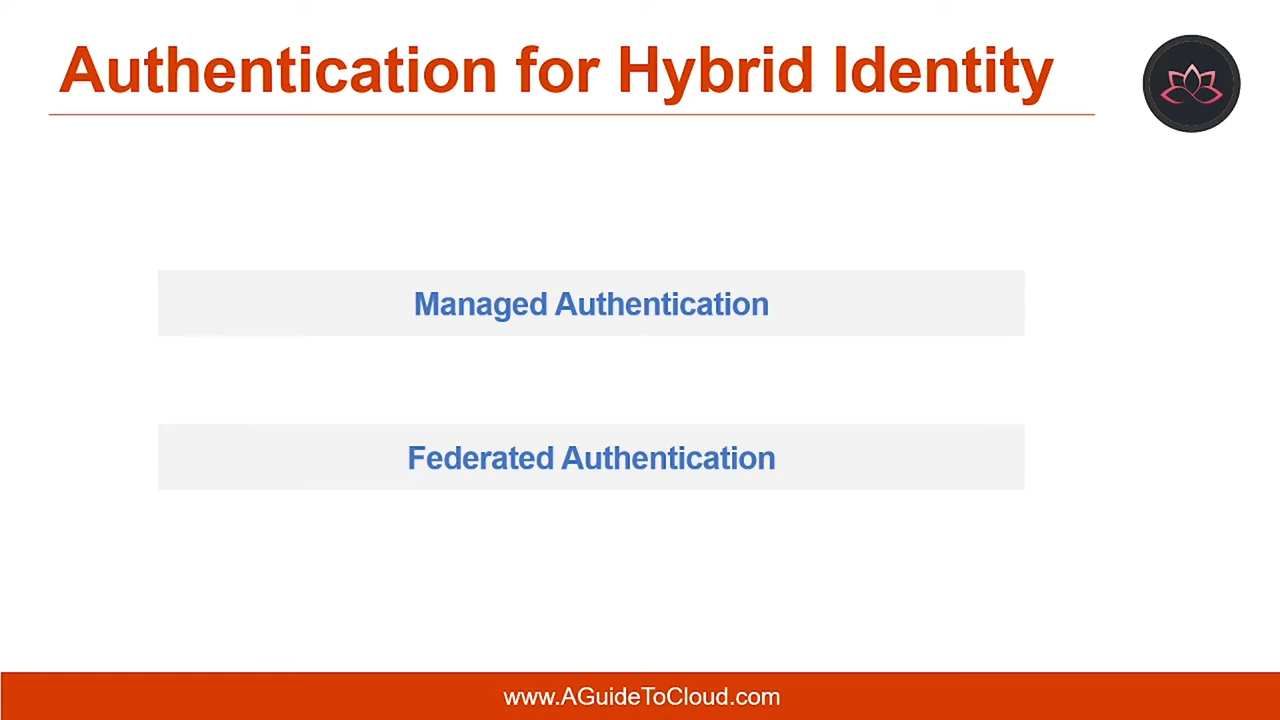 Authentication for Hybrid Identity
Managed Authentication
Federated Authentication
www.AGuideToCloud.com